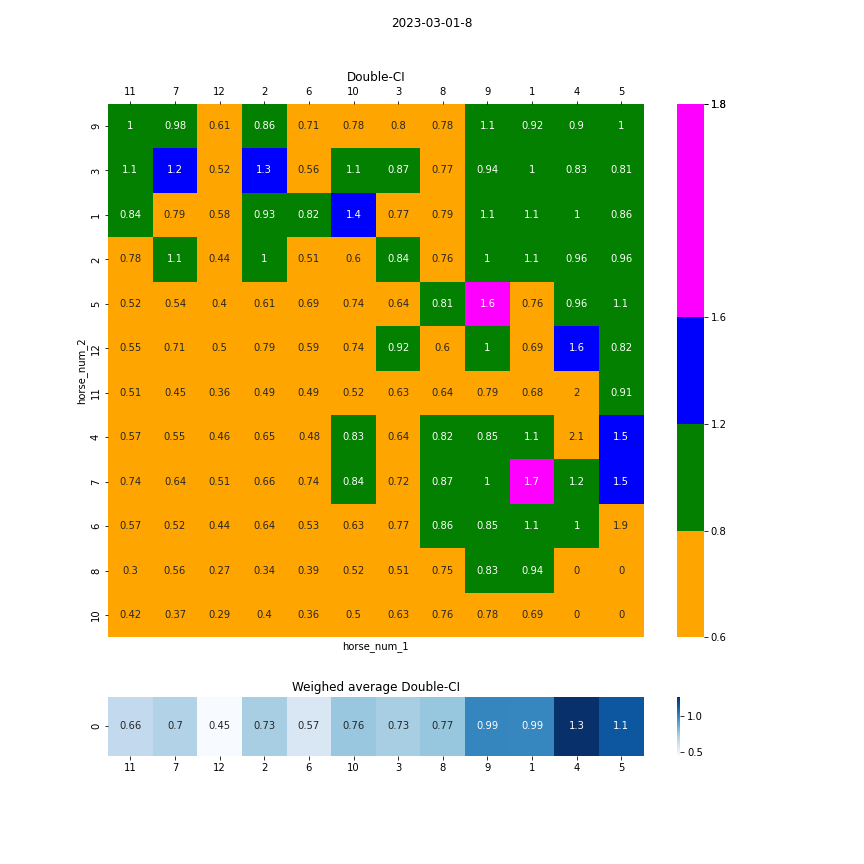 2023-03-01-8
Double-CI
11 7 12 2 6 10 3 8 9 1 4 5
9 1 0.98 0.61 0.86 0.71 0.78 0.8 0.78 1.1 0.92 0.9 1
3 1.1 1.2 0.52 1.3 0.56 1.1 0.87 0.77 0.94 1 0.83 0.81
1 0.84 0.79 0.58 0.93 0.82 1.4 0.77 0.79 1.1 1.1 1 0.86
2 0.78 1.1 0.44 1 0.51 0.6 0.84 0.76 1 1.1 0.96 0.96
5 0.52 0.54 0.4 0.61 0.69 0.74 0.64 0.81 1.6 0.76 0.96 1.1
12 0.55 0.71 0.5 0.79 0.59 0.74 0.92 0.6 1 0.69 1.6 0.82
11 0.51 0.45 0.36 0.49 0.49 0.52 0.63 0.64 0.79 0.68 2 0.91
4 0.57 0.55 0.46 0.65 0.48 0.83 0.64 0.82 0.85 1.1 2.1 1.5
7 0.74 0.64 0.51 0.66 0.74 0.84 0.72 0.87 1 1.7 1.2 1.5
6 0.57 0.52 0.44 0.64 0.53 0.63 0.77 0.86 0.85 1.1 1 1.9
8 0.3 0.56 0.27 0.34 0.39 0.52 0.51 0.75 0.83 0.94 0 0
10 0.42 0.37 0.29 0.4 0.36 0.5 0.63 0.76 0.78 0.69 0 0
horse_num_2
horse_num_1
1.8
1.6
1.2
0.8
0.6
Weighed average Double-CI
0 0.66 0.7 0.45 0.73 0.57 0.76 0.73 0.77 0.99 0.99 1.3 1.1
11 7 12 2 6 10 3 8 9 1 4 5
1.0
0.5